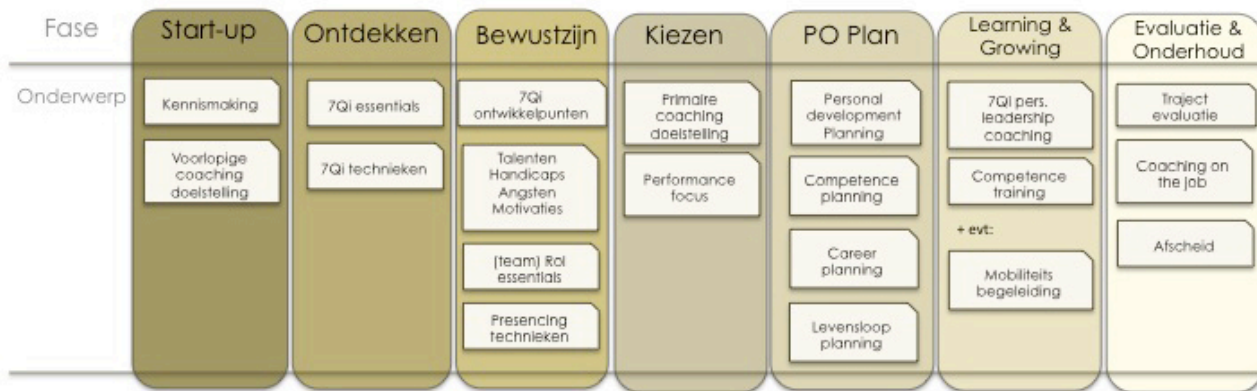 Fase
Start-up
Ontdekken
Bewustzijn
Kiezen
PO Plan
Learning &
Growing
Evaluatie &
Onderhoud
Onderwerp
Kennismaking
Voorlopige
coaching
doelstelling
7Qi essentials
7Qi technieken
7Qi
ontwikkelpunten
Talenten
Handicaps
Angsten
Motivaties
(team) Rol
essentials
Presencing
technieken
Primaire
coaching
doelstelling
Performance
focus
Personal
development
Planning
Competence
planning
Career
planning
Levensloop
planning
7Qi pers.
leadership
coaching
Competence
training
+ evt:
Mobiliteits
begeleiding
Traject
evaluatie
Coaching on
the job
Afscheid